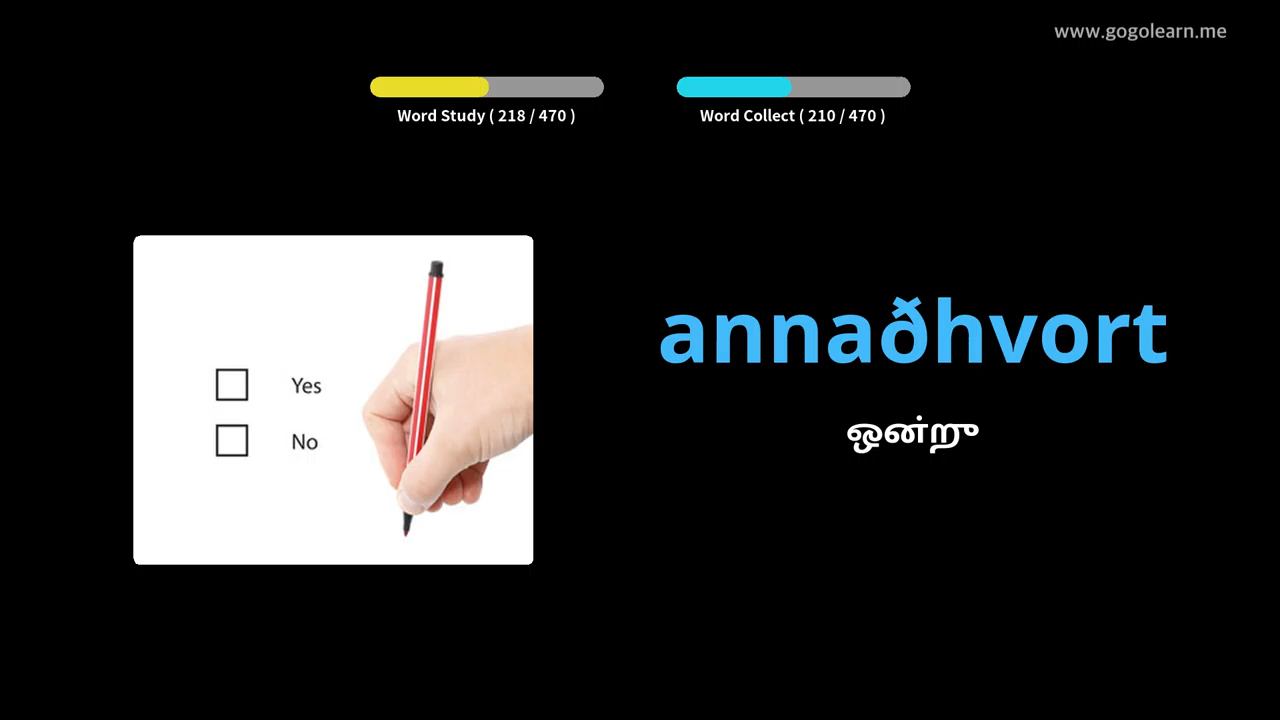 www.gogolearn.me
Word Study ( 218 / 470 )
Word Collect ( 210 / 470 )
Yes
No
annaðhvort
ஒன்று